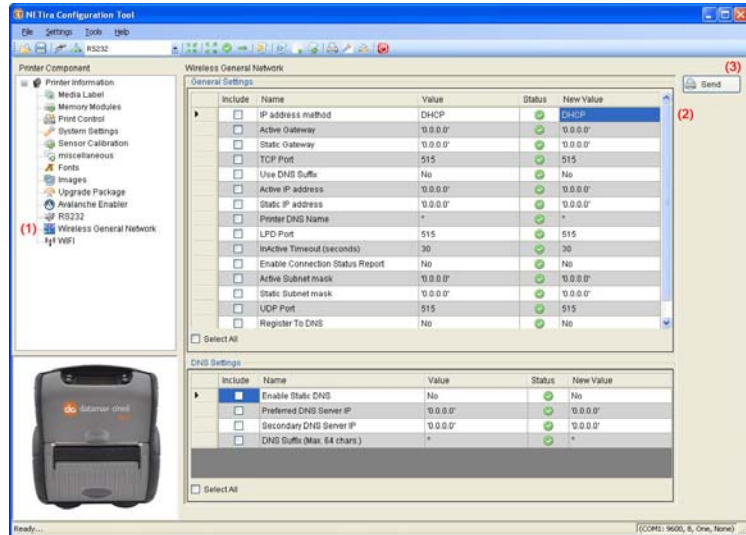 NETira Configuration Tool
File Settings Tools Help
RS232
Printer Component
Printer Information
Media Label
Memory Modules
Print Control
System Settings
Sensor Calibration
miscellaneous
Fonts
Images
Upgrade Package
Avalanche Enabler
RS232
(1) Wireless General Network
WIFI
Wireless General Network
(3)
Send
(2)
General Settings
Include Name Value Status New Value
IP address method DHCP DHCP
Active Gateway '0.0.0.0' '0.0.0.0'
Static Gateway '0.0.0.0' '0.0.0.0'
TCP Port 515 515
Use DNS Suffix No No
Active IP address '0.0.0.0' '0.0.0.0'
Static IP address '0.0.0.0' '0.0.0.0'
Printer DNS Name " "
LPD Port 515 515
InActive Timeout (seconds) 30 30
Enable Connection Status Report No No
Active Subnet mask '0.0.0.0' '0.0.0.0'
Static Subnet mask '0.0.0.0' '0.0.0.0'
UDP Port 515 515
Register To DNS No No
Select All
DNS Settings
Include Name Value Status New Value
Enable Static DNS No No
Preferred DNS Server IP '0.0.0.0' '0.0.0.0'
Secondary DNS Server IP '0.0.0.0' '0.0.0.0'
DNS Suffix (Max. 64 chars.) " "
Select All
datamax·oneil
Ready...
(COM1: 9600, 8, One, None)